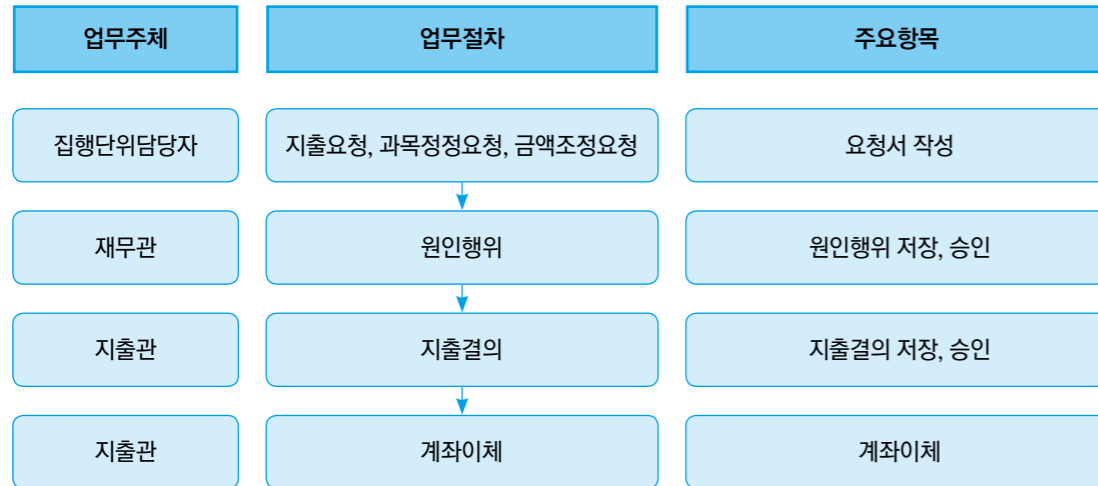 업무주체 업무절차 주요항목
집행단위담당자 지출요청, 과목정정요청, 금액조정요청 요청서 작성
재무관 원인행위 원인행위 저장, 승인
지출관 지출결의 지출결의 저장, 승인
지출관 계좌이체 계좌이체